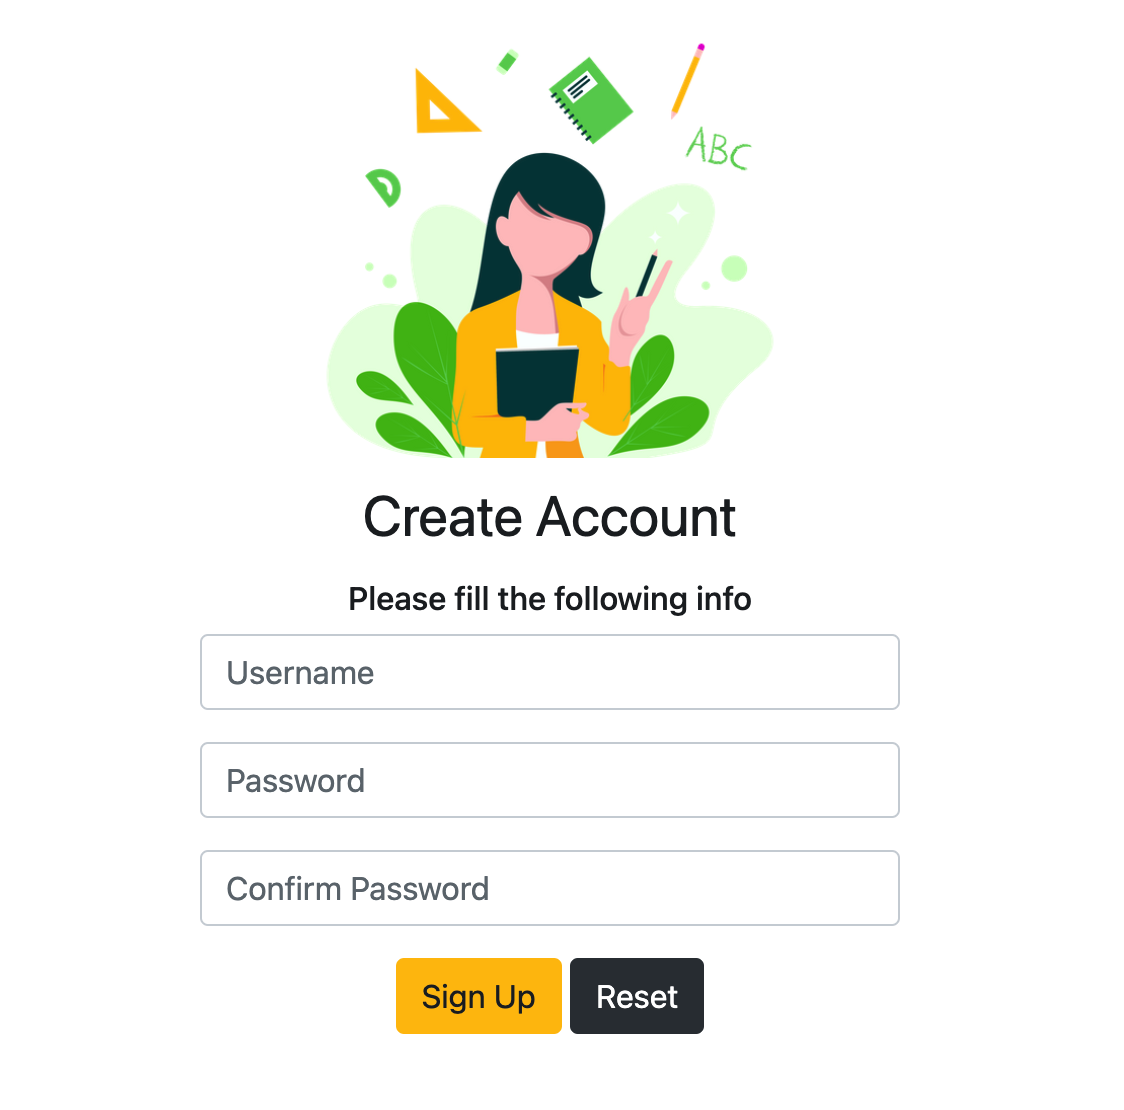 ABC
Create Account
Please fill the following info
Username
Password
Confirm Password
Sign Up Reset